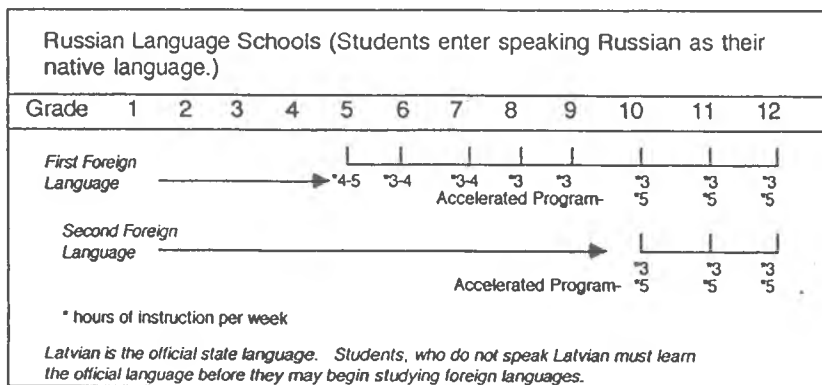 Russian Language Schools (Students enter speaking Russian as their
native language.)
Grade 1 2 3 4 5 6 7 8 9 10 11 12
First Foreign
Language *4-5 *3-4 *3-4 *3 *3 *3 *3 *3
Accelerated Program- *5 *5 *5
Second Foreign
Language
*3 *3 *3
Accelerated Program- *5 *5 *5
* hours of instruction per week
Latvian is the official state language. Students, who do not speak Latvian must learn
the official language before they may begin studying foreign languages.